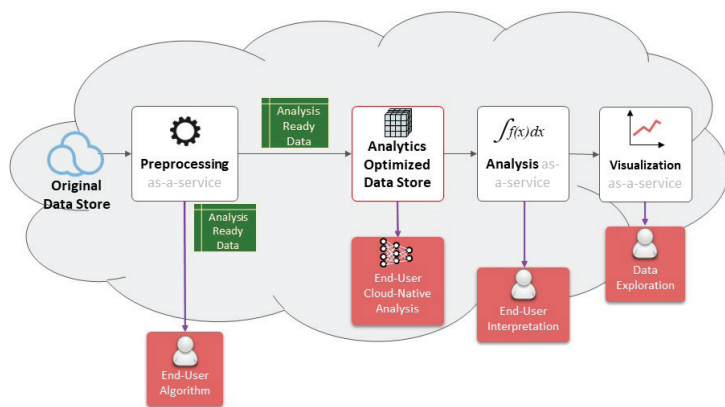 Original
Data Store
Preprocessing
as-a-service
Analysis
Ready
Data
Analysis
Ready
Data
Analytics
Optimized
Data Store
∫f(x)dx
Analysis as-
a-service
Visualization
as-a-service
End-User
Algorithm
End-User
Cloud-Native
Analysis
End-User
Interpretation
Data
Exploration